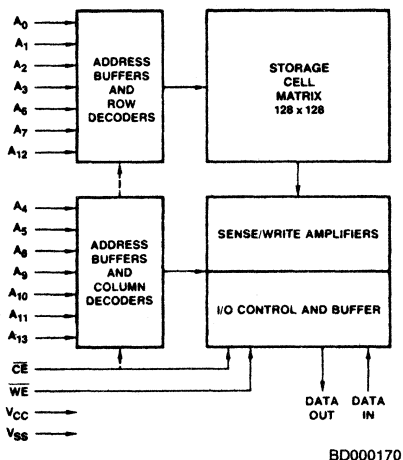 A0
A1
A2
A3
A6
A7
A12
ADDRESS
BUFFERS
AND
ROW
DECODERS
STORAGE
CELL
MATRIX
128 x 128
A4
A5
A8
A9
A10
A11
A13
ADDRESS
BUFFERS
AND
COLUMN
DECODERS
SENSE/WRITE AMPLIFIERS
I/O CONTROL AND BUFFER
C̅E̅
W̅E̅
VCC
VSS
DATA
OUT
DATA
IN
BD000170